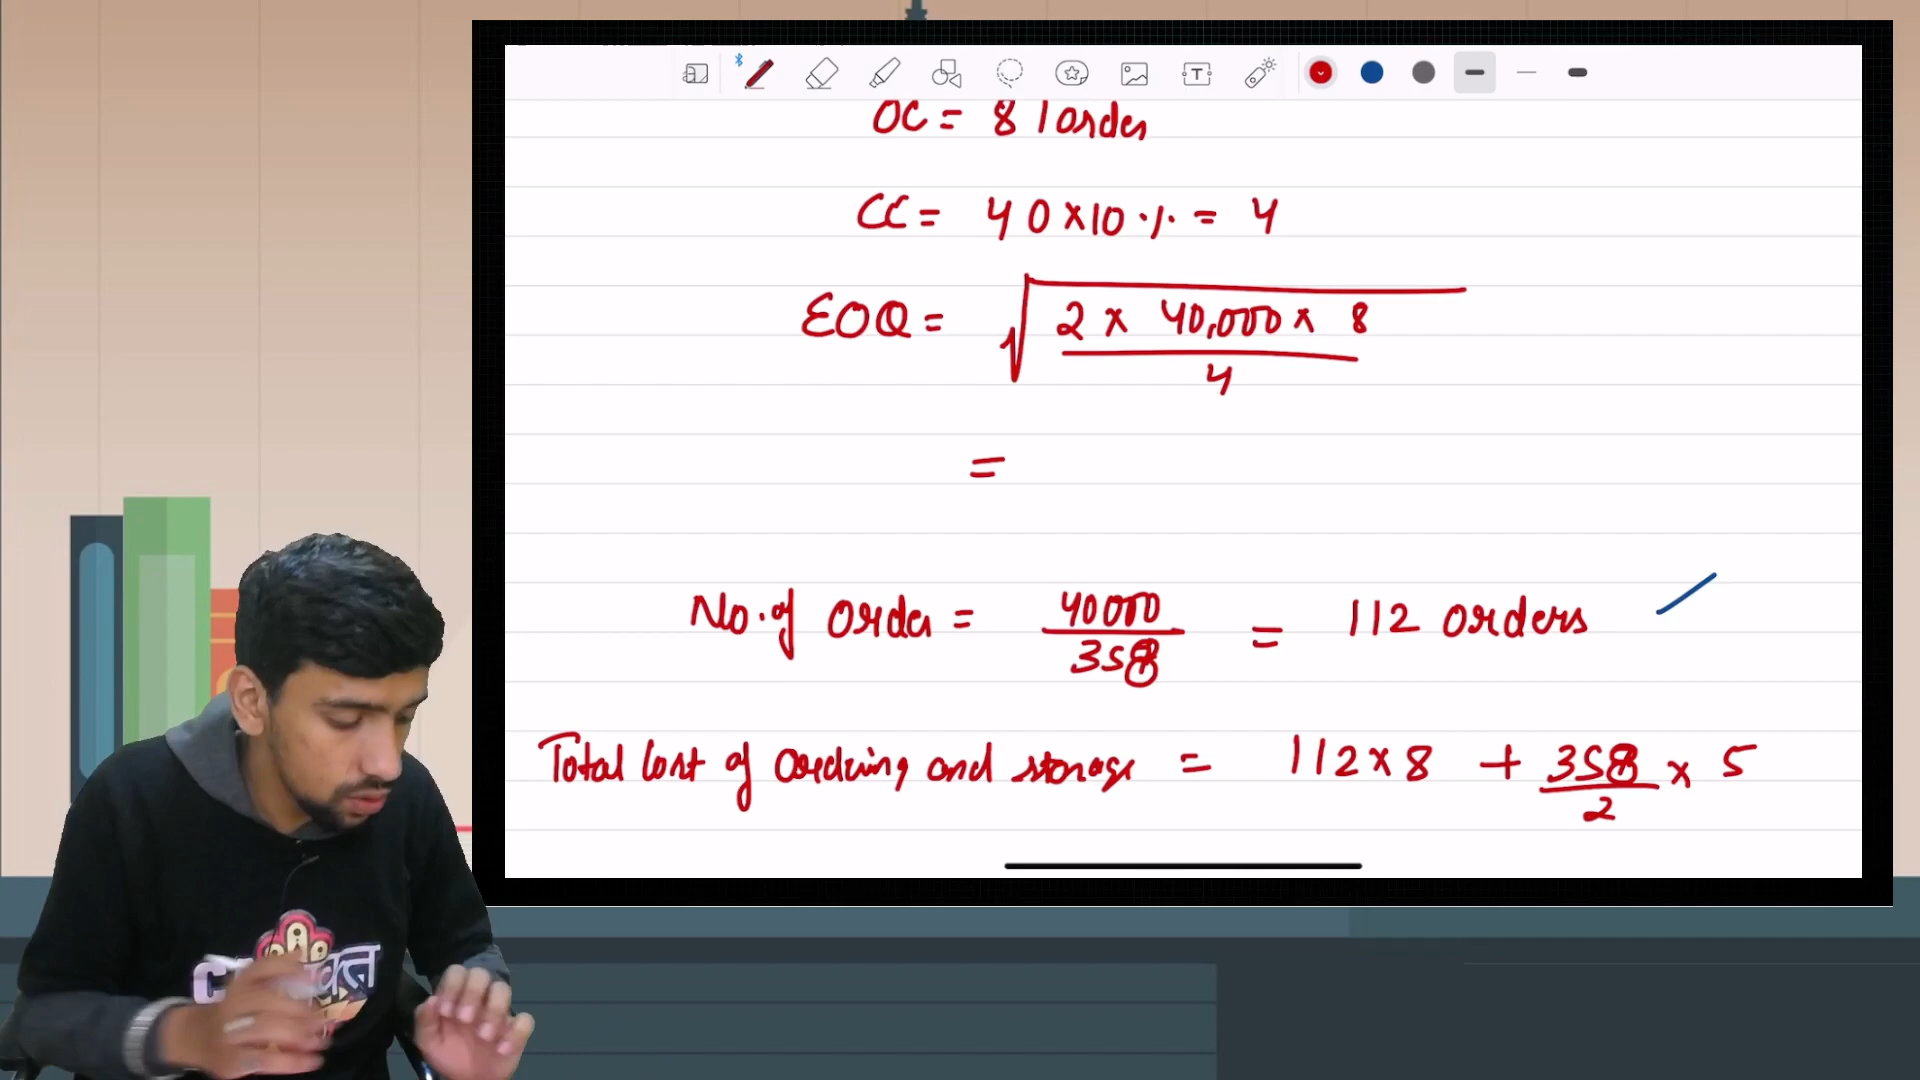 OC = 8 / order
CC = 40 × 10 % = 4
EOQ = √ 2 × 40,000 × 8
4
=
No. of order = 40000 / 358 = 112 orders
Total Cost of ordering and storage = 112 × 8 + 358 / 2 × 5